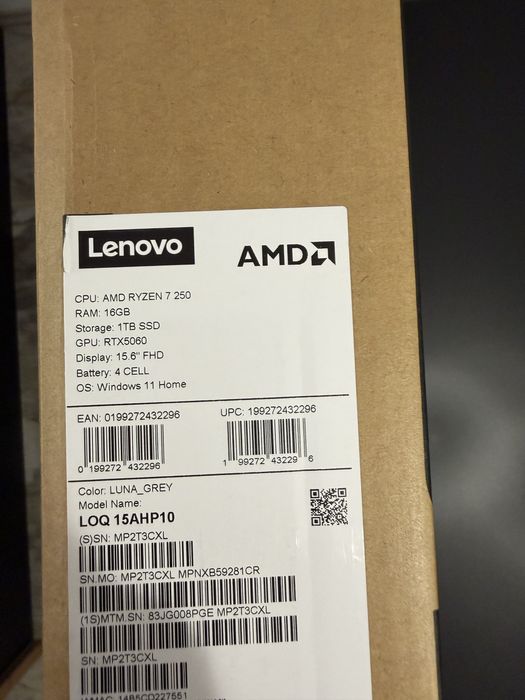 Lenovo
AMD
CPU: AMD RYZEN 7 250
RAM: 16GB
Storage: 1TB SSD
GPU: RTX5060
Display: 15.6" FHD
Battery: 4 CELL
OS: Windows 11 Home
EAN: 0199272432296 UPC: 199272432296
0 199272 432296 1 99272 43229 6
Color: LUNA_GREY
Model Name:
LOQ 15AHP10
(S)SN: MP2T3CXL
SN.MO: MP2T3CXL MPNXB59281CR
(1S)MTM.SN: 83JG008PGE MP2T3CXL
SN: MP2T3CXL